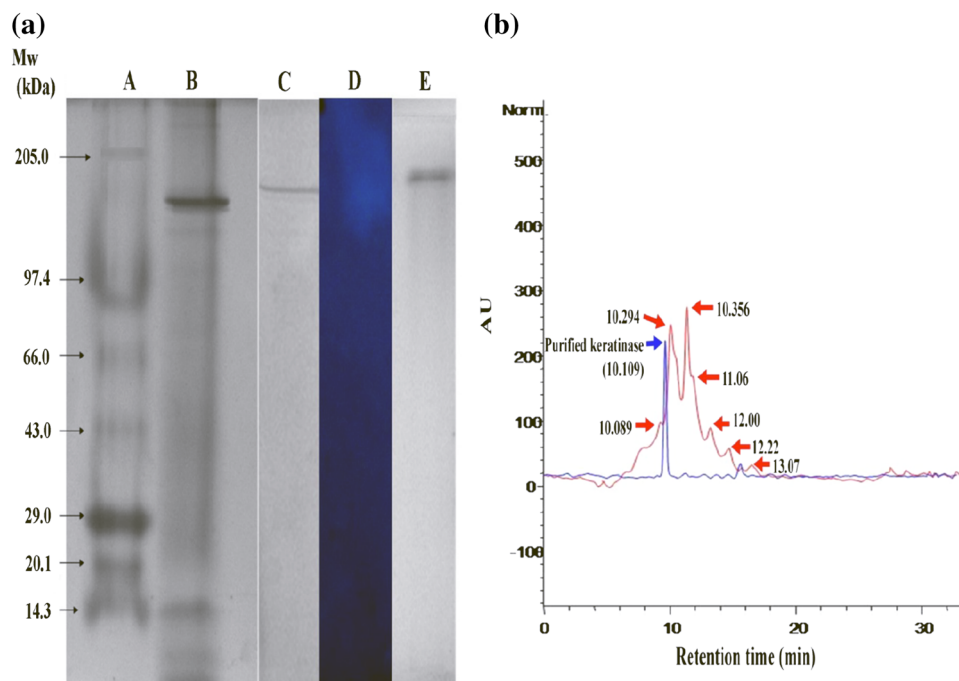 (a)
Mw
(kDa)
A B C D E
205.0
97.4
66.0
43.0
29.0
20.1
14.3
(b)
Norm
500
400
300
200
100
0
-100
AU
10.294
10.356
Purified keratinase
(10.109)
11.06
10.089
12.00
12.22
13.07
0 10 20 30
Retention time (min)